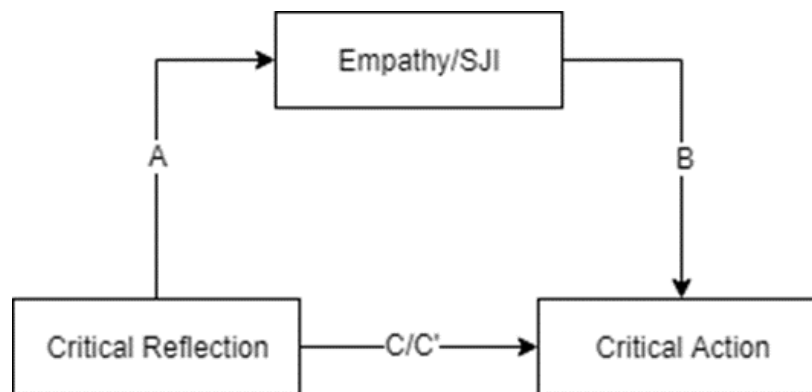 Empathy/SJI
A
B
Critical Reflection
C/C'
Critical Action